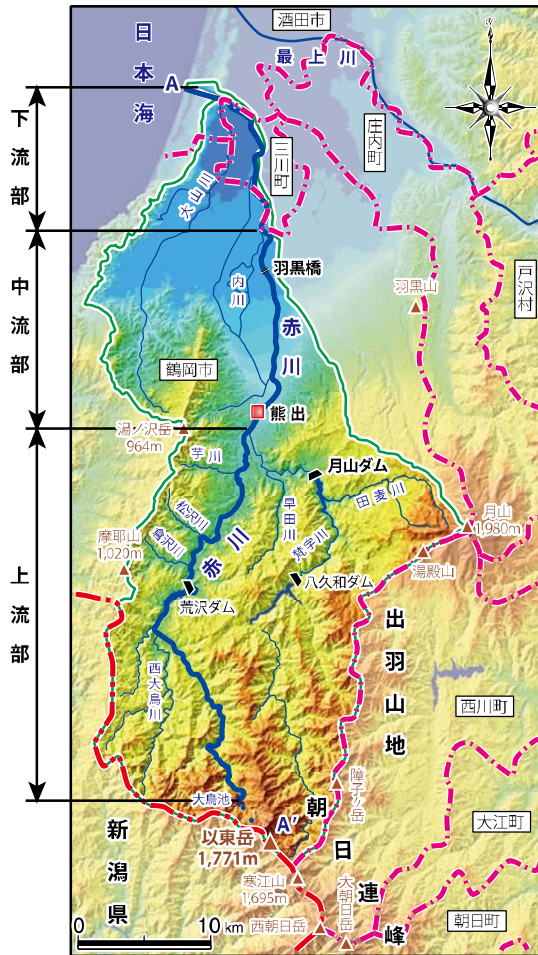 酒田市
日本海
最上川
A
下流部
庄内町
三川町
大山川
戸沢村
羽黒橋
羽黒山
内川
中流部
赤川
鶴岡市
熊出
湯ノ沢岳
964m
芋川
月山ダム
田麦川
早田川
松沢川
倉沢川
梵字川
月山
1,980m
摩耶山
1,020m
赤川
湯殿山
八久和ダム
荒沢ダム
上流部
出羽山地
西大鳥川
西川町
障子ヶ岳
大鳥池
A'
朝日連峰
大江町
新潟県
以東岳
1,771m
寒江山
1,695m
大朝日岳
西朝日岳
朝日町
0 10 km